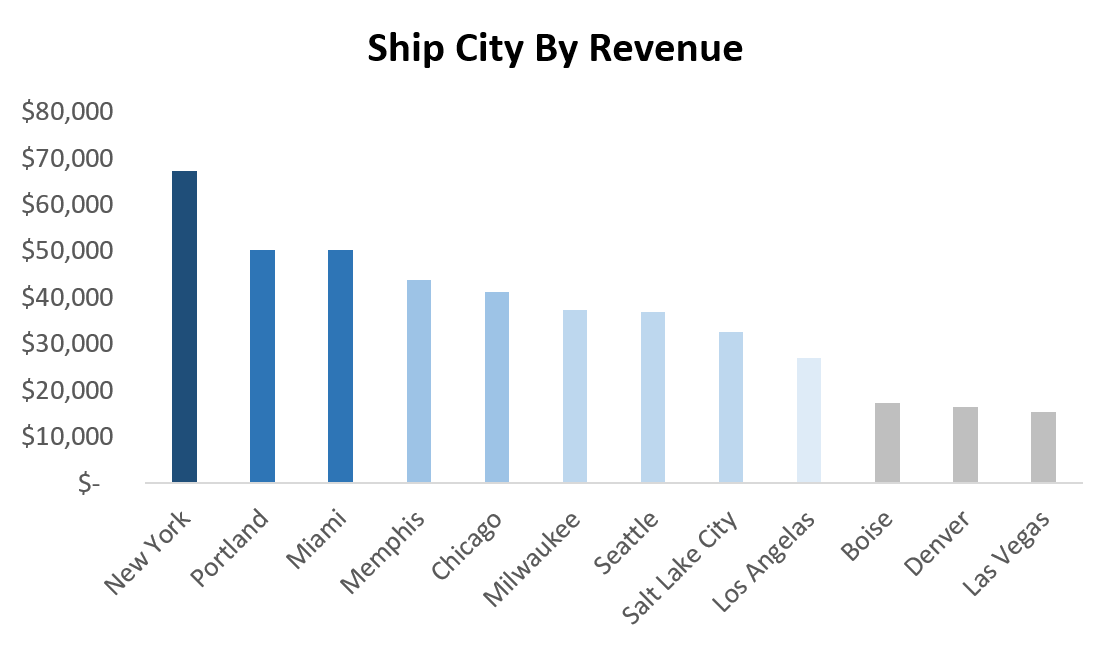 Ship City By Revenue
$80,000
$70,000
$60,000
$50,000
$40,000
$30,000
$20,000
$10,000
$-
New York
Portland
Miami
Memphis
Chicago
Milwaukee
Seattle
Salt Lake City
Los Angelas
Boise
Denver
Las Vegas